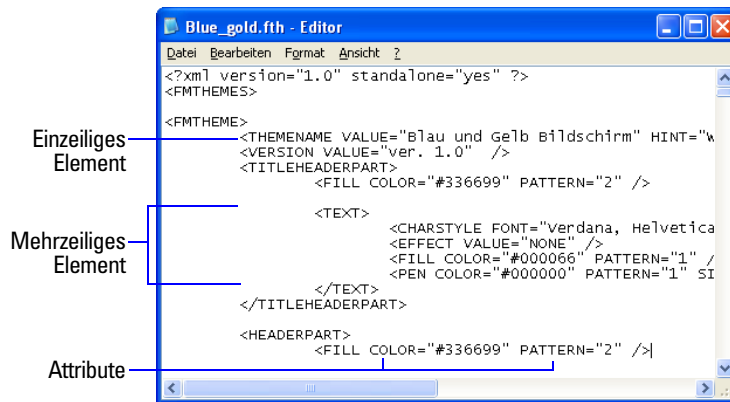 Blue_gold.fth - Editor
Datei Bearbeiten Format Ansicht ?
<?xml version="1.0" standalone="yes" ?>
<FMTHEMES>
<FMTHEME>
<THEMENAME VALUE="Blau und Gelb Bildschirm" HINT="W
<VERSION VALUE="ver. 1.0" />
<TITLEHEADERPART>
<FILL COLOR="#336699" PATTERN="2" />
<TEXT>
<CHARSTYLE FONT="Verdana, Helvetica
<EFFECT VALUE="NONE" />
<FILL COLOR="#000066" PATTERN="1" /
<PEN COLOR="#000000" PATTERN="1" SI
</TEXT>
</TITLEHEADERPART>
<HEADERPART>
<FILL COLOR="#336699" PATTERN="2" />
Einzeiliges
Element
Mehrzeiliges
Element
Attribute